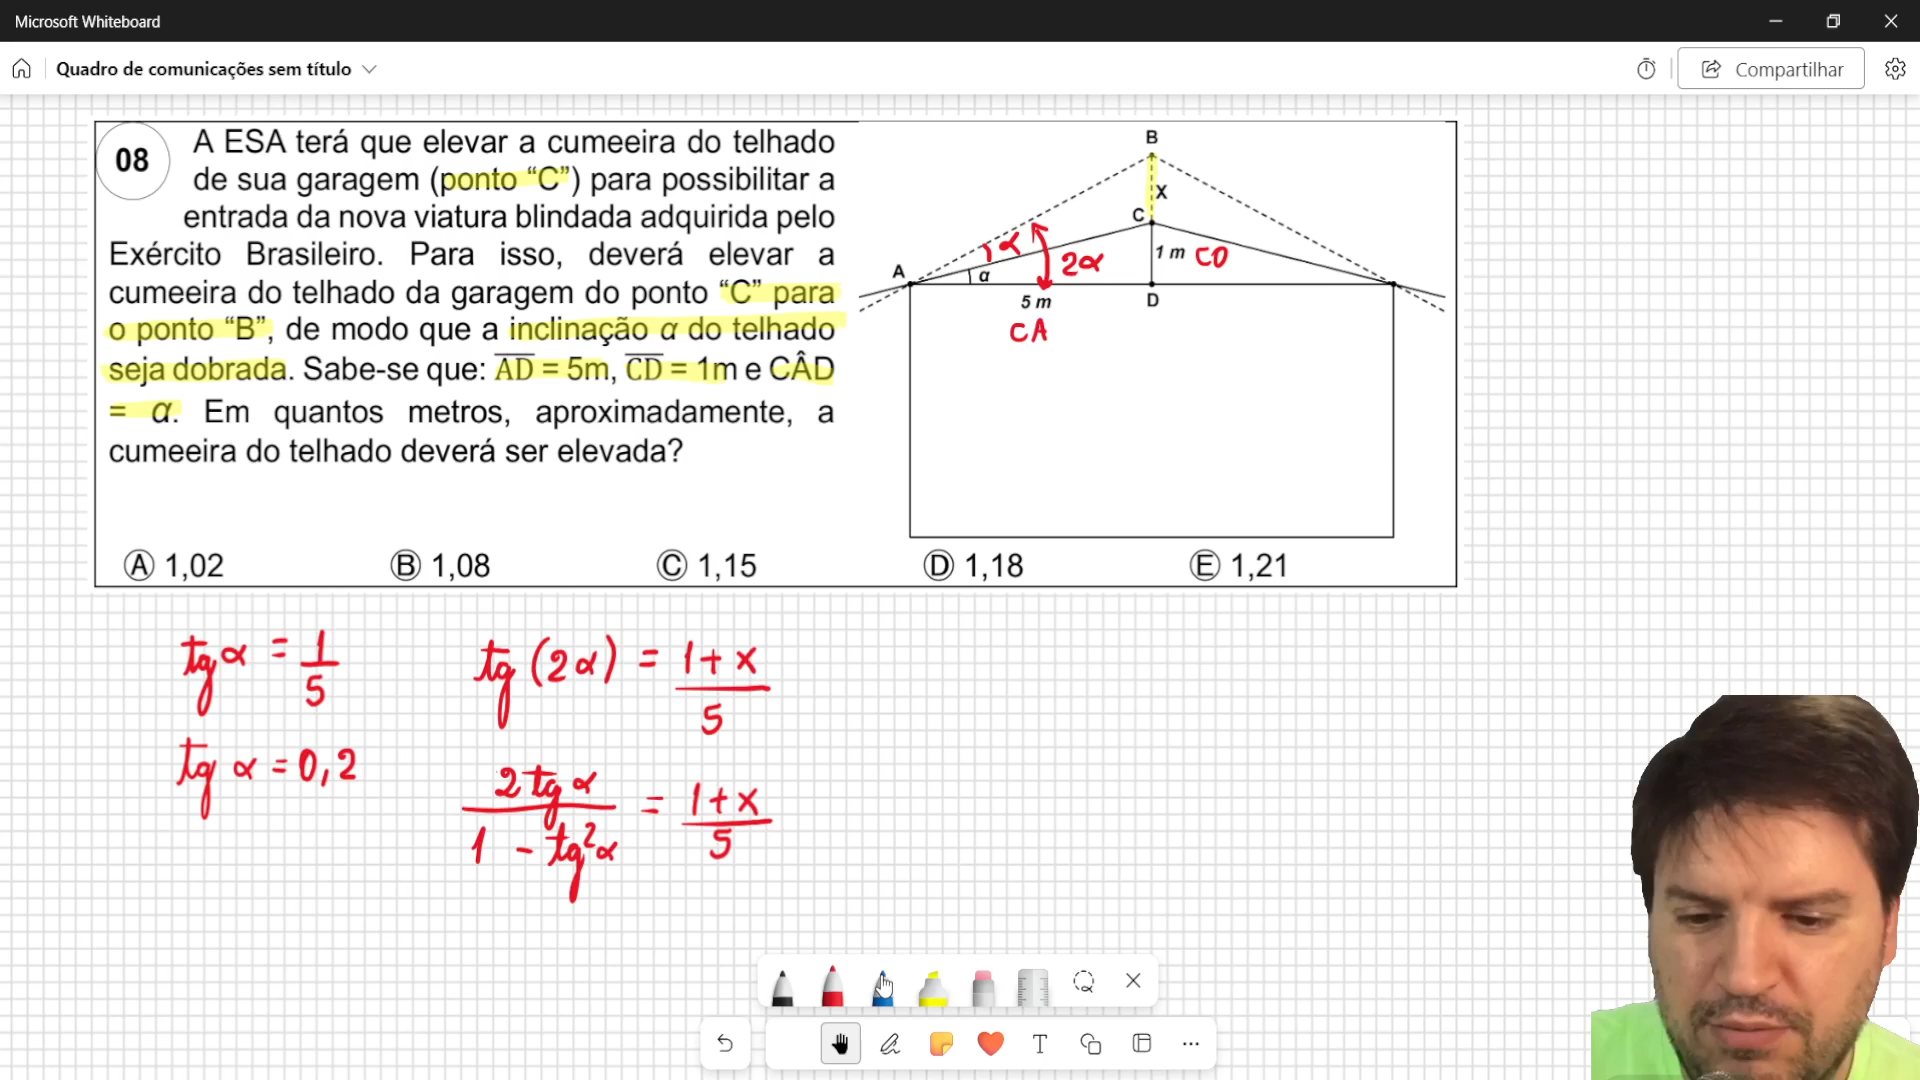 Microsoft Whiteboard
Quadro de comunicações sem título
Compartilhar
08
A ESA terá que elevar a cumeeira do telhado
de sua garagem (ponto “C”) para possibilitar a
entrada da nova viatura blindada adquirida pelo
Exército Brasileiro. Para isso, deverá elevar a
cumeeira do telhado da garagem do ponto “C” para
o ponto “B”, de modo que a inclinação α do telhado
seja dobrada. Sabe-se que: A̅D̅ = 5m, C̅D̅ = 1m e CÂD
= α. Em quantos metros, aproximadamente, a
cumeeira do telhado deverá ser elevada?
B
X
C
α
2α
1 m CO
A
α
5 m
D
CA
Ⓐ 1,02 Ⓑ 1,08 Ⓒ 1,15 Ⓓ 1,18 Ⓔ 1,21
tg α = 1/5
tg α = 0,2
tg (2α) = (1 + x)/5
2 tg α/(1 - tg²α) = (1 + x)/5